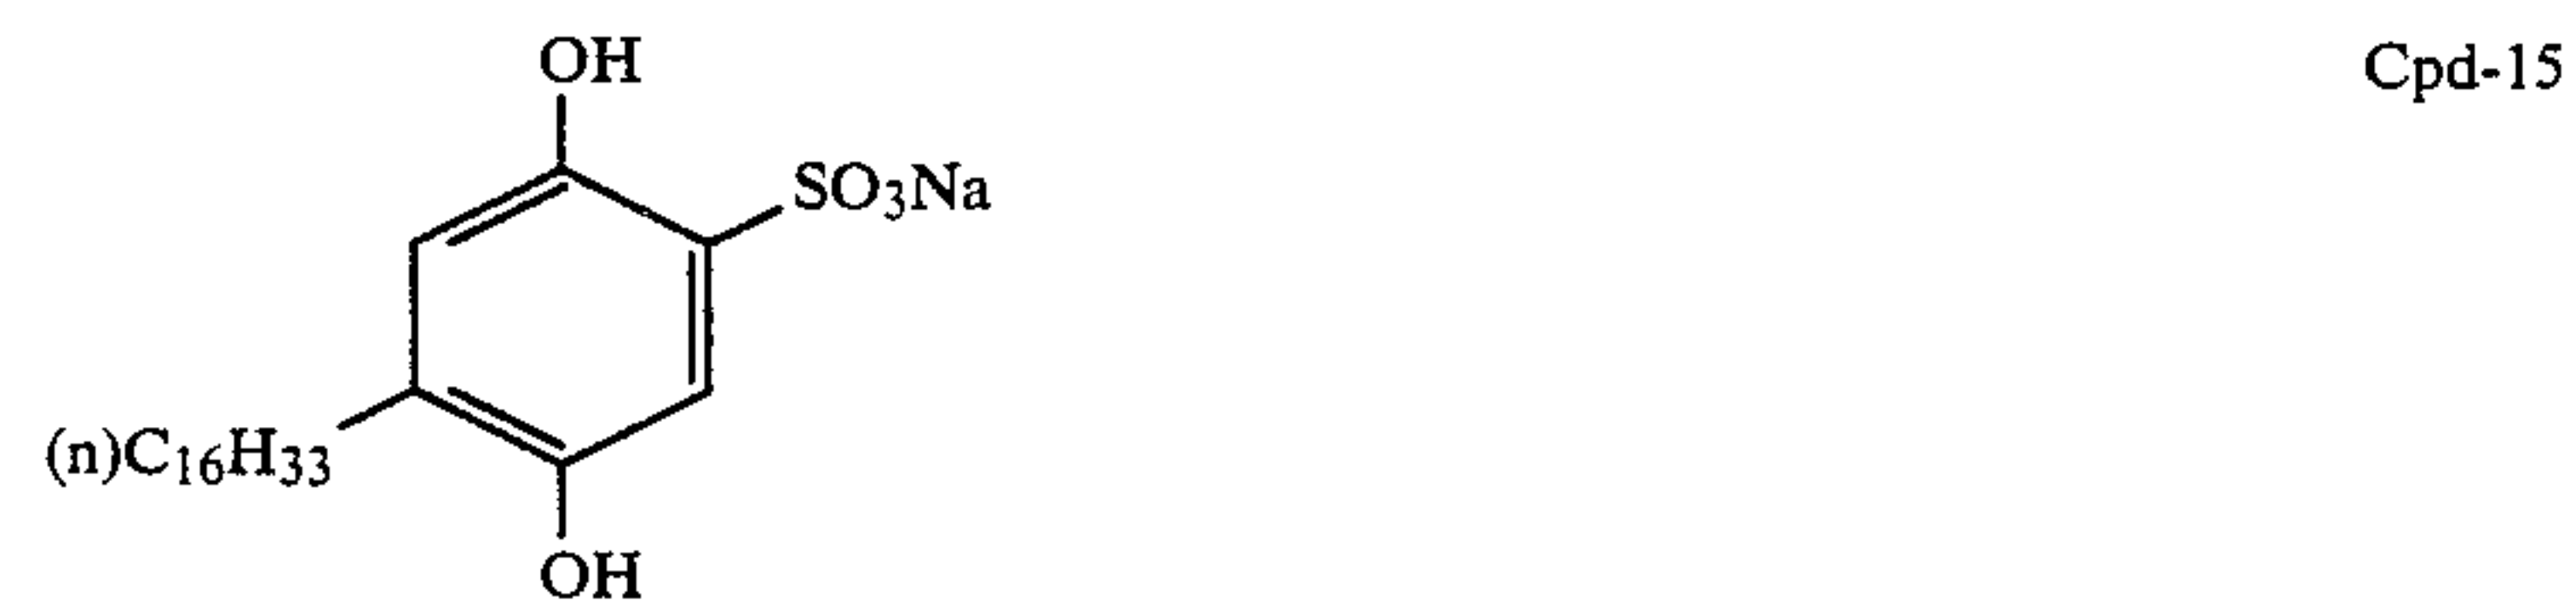 OH
Cpd-15
SO₃Na
(n)C₁₆H₃₃
OH